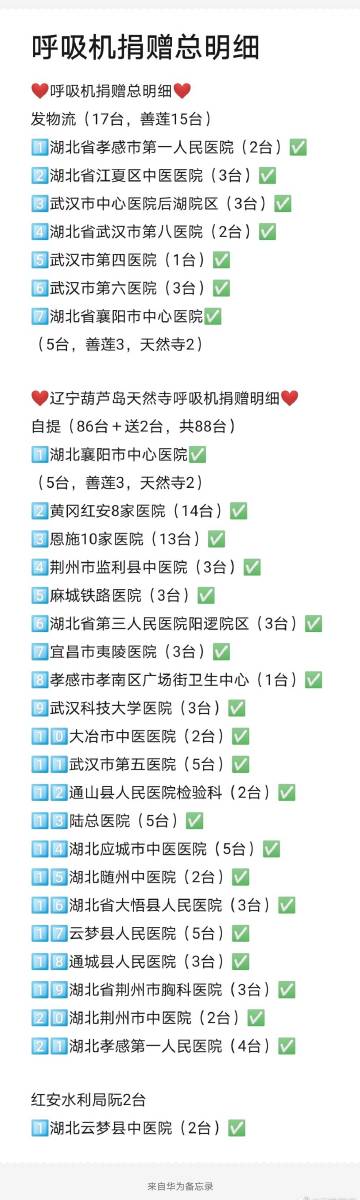 呼吸机捐赠总明细
❤️呼吸机捐赠总明细❤️
发物流（17台，善莲15台）
1️⃣湖北省孝感市第一人民医院（2台）✅
2️⃣湖北省江夏区中医医院（3台）✅
3️⃣武汉市中心医院后湖院区（3台）✅
4️⃣湖北省武汉市第八医院（2台）✅
5️⃣武汉市第四医院（1台）✅
6️⃣武汉市第六医院（3台）✅
7️⃣湖北省襄阳市中心医院✅
（5台，善莲3，天然寺2）
❤️辽宁葫芦岛天然寺呼吸机捐赠明细❤️
自提（86台＋送2台，共88台）
1️⃣湖北襄阳市中心医院✅
（5台，善莲3，天然寺2）
2️⃣黄冈红安8家医院（14台）✅
3️⃣恩施10家医院（13台）✅
4️⃣荆州市监利县中医院（3台）✅
5️⃣麻城铁路医院（3台）✅
6️⃣湖北省第三人民医院阳逻院区（3台）✅
7️⃣宜昌市夷陵医院（3台）✅
8️⃣孝感市孝南区广场街卫生中心（1台）✅
9️⃣武汉科技大学医院（3台）✅
1️⃣0️⃣大冶市中医医院（2台）✅
1️⃣1️⃣武汉市第五医院（5台）✅
1️⃣2️⃣通山县人民医院检验科（2台）✅
1️⃣3️⃣陆总医院（5台）✅
1️⃣4️⃣湖北应城市中医医院（5台）✅
1️⃣5️⃣湖北随州中医院（2台）✅
1️⃣6️⃣湖北省大悟县人民医院（3台）✅
1️⃣7️⃣云梦县人民医院（5台）✅
1️⃣8️⃣通城县人民医院（3台）✅
1️⃣9️⃣湖北省荆州市胸科医院（3台）✅
2️⃣0️⃣湖北荆州市中医院（2台）✅
2️⃣1️⃣湖北孝感第一人民医院（4台）✅
红安水利局阮2台
1️⃣湖北云梦县中医院（2台）✅
来自华为备忘录